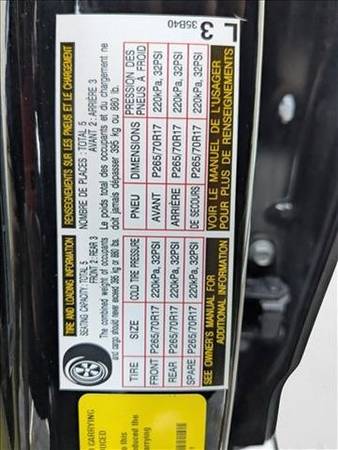 TIRE AND LOADING INFORMATION
SEATING CAPACITY: TOTAL 5
FRONT 2 : REAR 3
The combined weight of occupants
and cargo should never exceed 395 kg or 880 lbs.
TIRE SIZE COLD TIRE PRESSURE
FRONT P265/70R17 220kPa, 32PSI
REAR P265/70R17 220kPa, 32PSI
SPARE P265/70R17 220kPa, 32PSI
SEE OWNER'S MANUAL FOR
ADDITIONAL INFORMATION
RENSEIGNEMENTS SUR LES PNEUS ET LE CHARGEMENT
NOMBRE DE PLACES : TOTAL 5
AVANT 2 : ARRIÈRE 3
Le poids total des occupants et du chargement ne
doit jamais dépasser 395 kg ou 880 lb.
PNEU DIMENSIONS PRESSION DES
PNEUS À FROID
AVANT P265/70R17 220kPa, 32PSI
ARRIÈRE P265/70R17 220kPa, 32PSI
DE SECOURS P265/70R17 220kPa, 32PSI
VOIR LE MANUEL DE L'USAGER
POUR PLUS DE RENSEIGNEMENTS
L 3
35B40
CARRYING
this